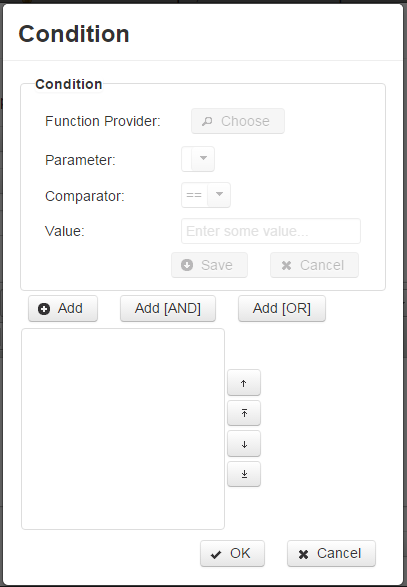 Condition
Condition
Function Provider: Choose
Parameter:
Comparator: ==
Value: Enter some value...
Save Cancel
Add Add [AND] Add [OR]
OK Cancel